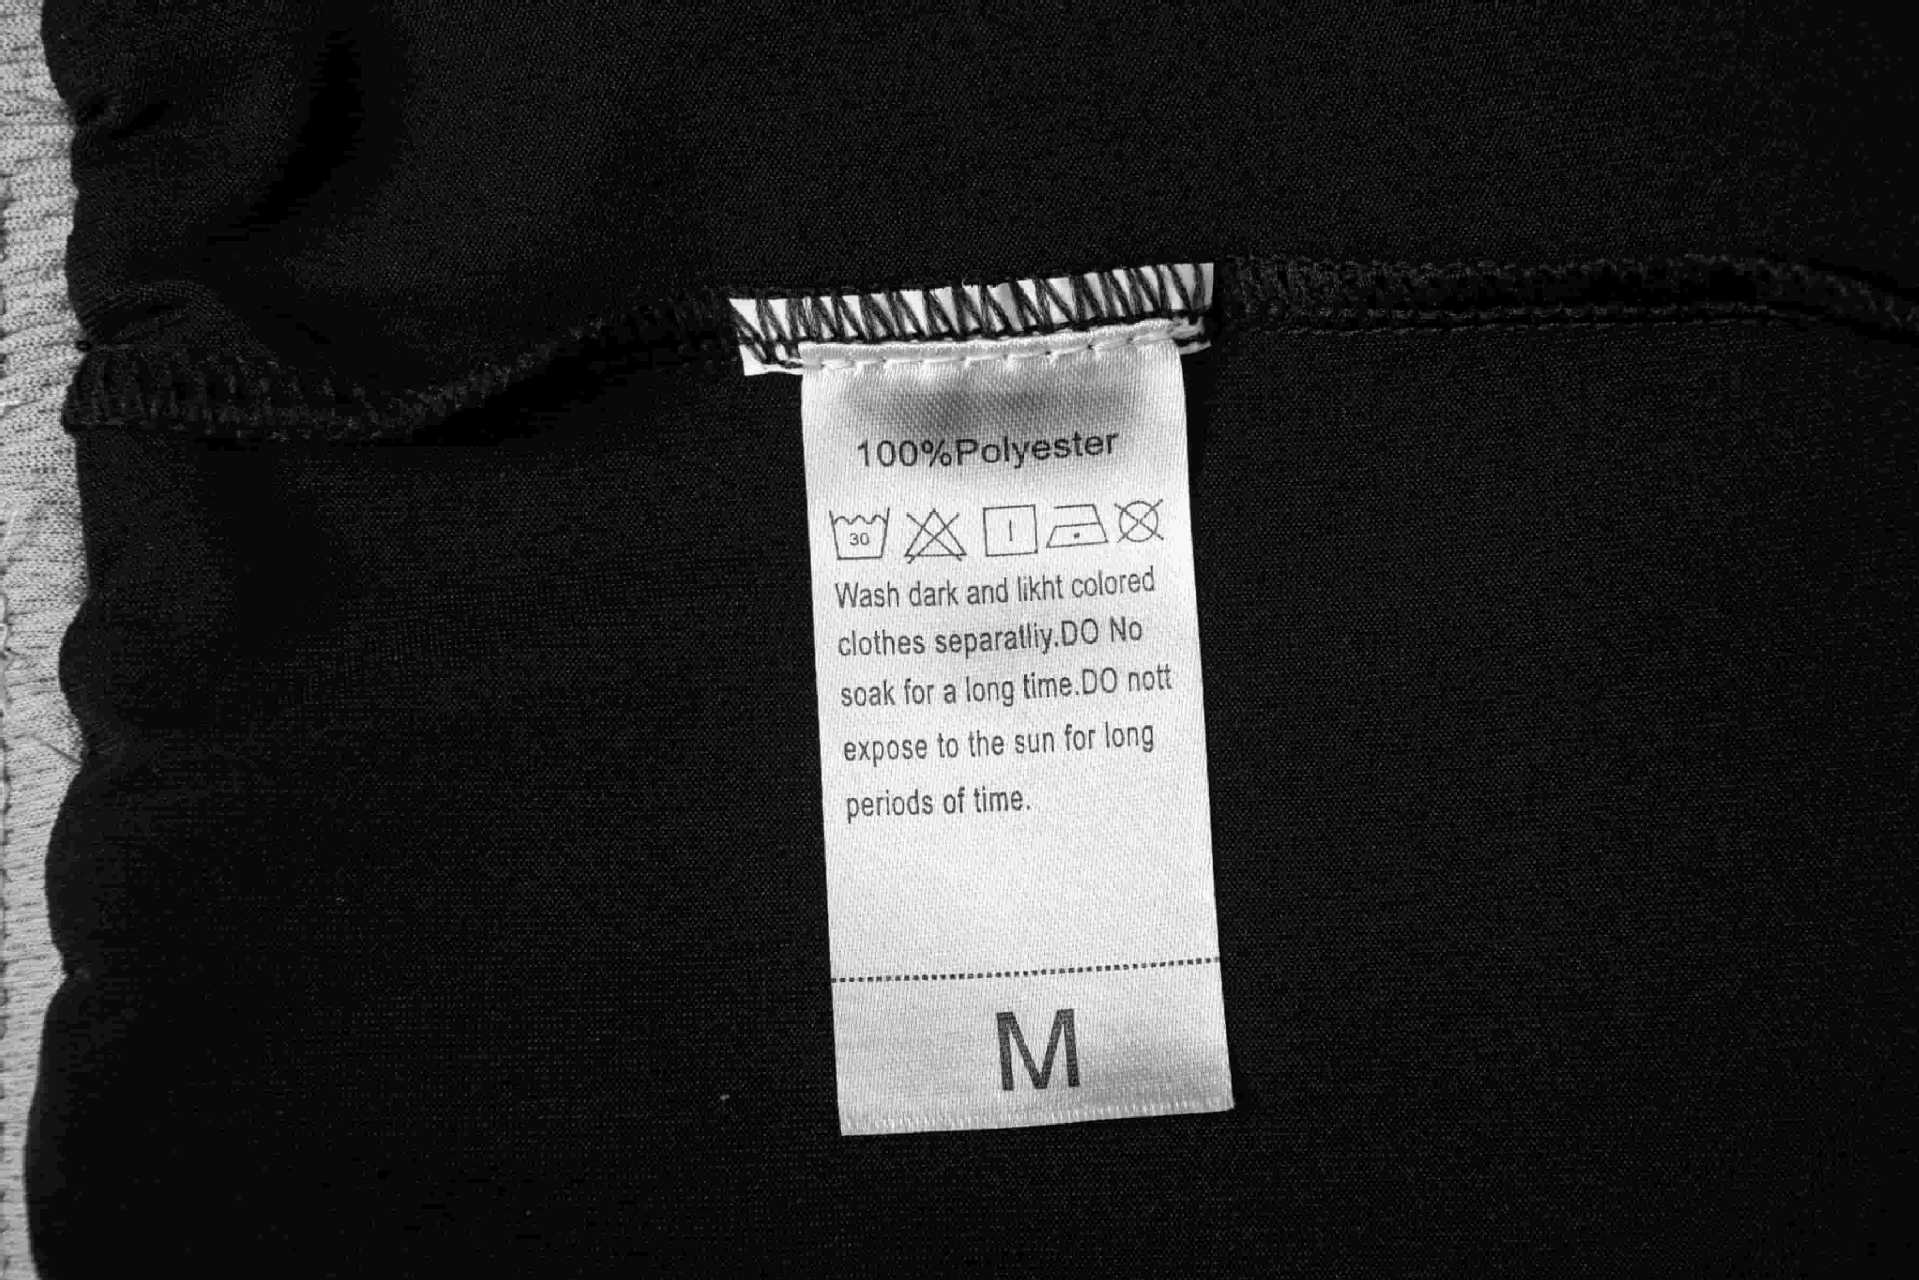 100%Polyester
30
Wash dark and likht colored
clothes separatliy.DO No
soak for a long time.DO nott
expose to the sun for long
periods of time.
M